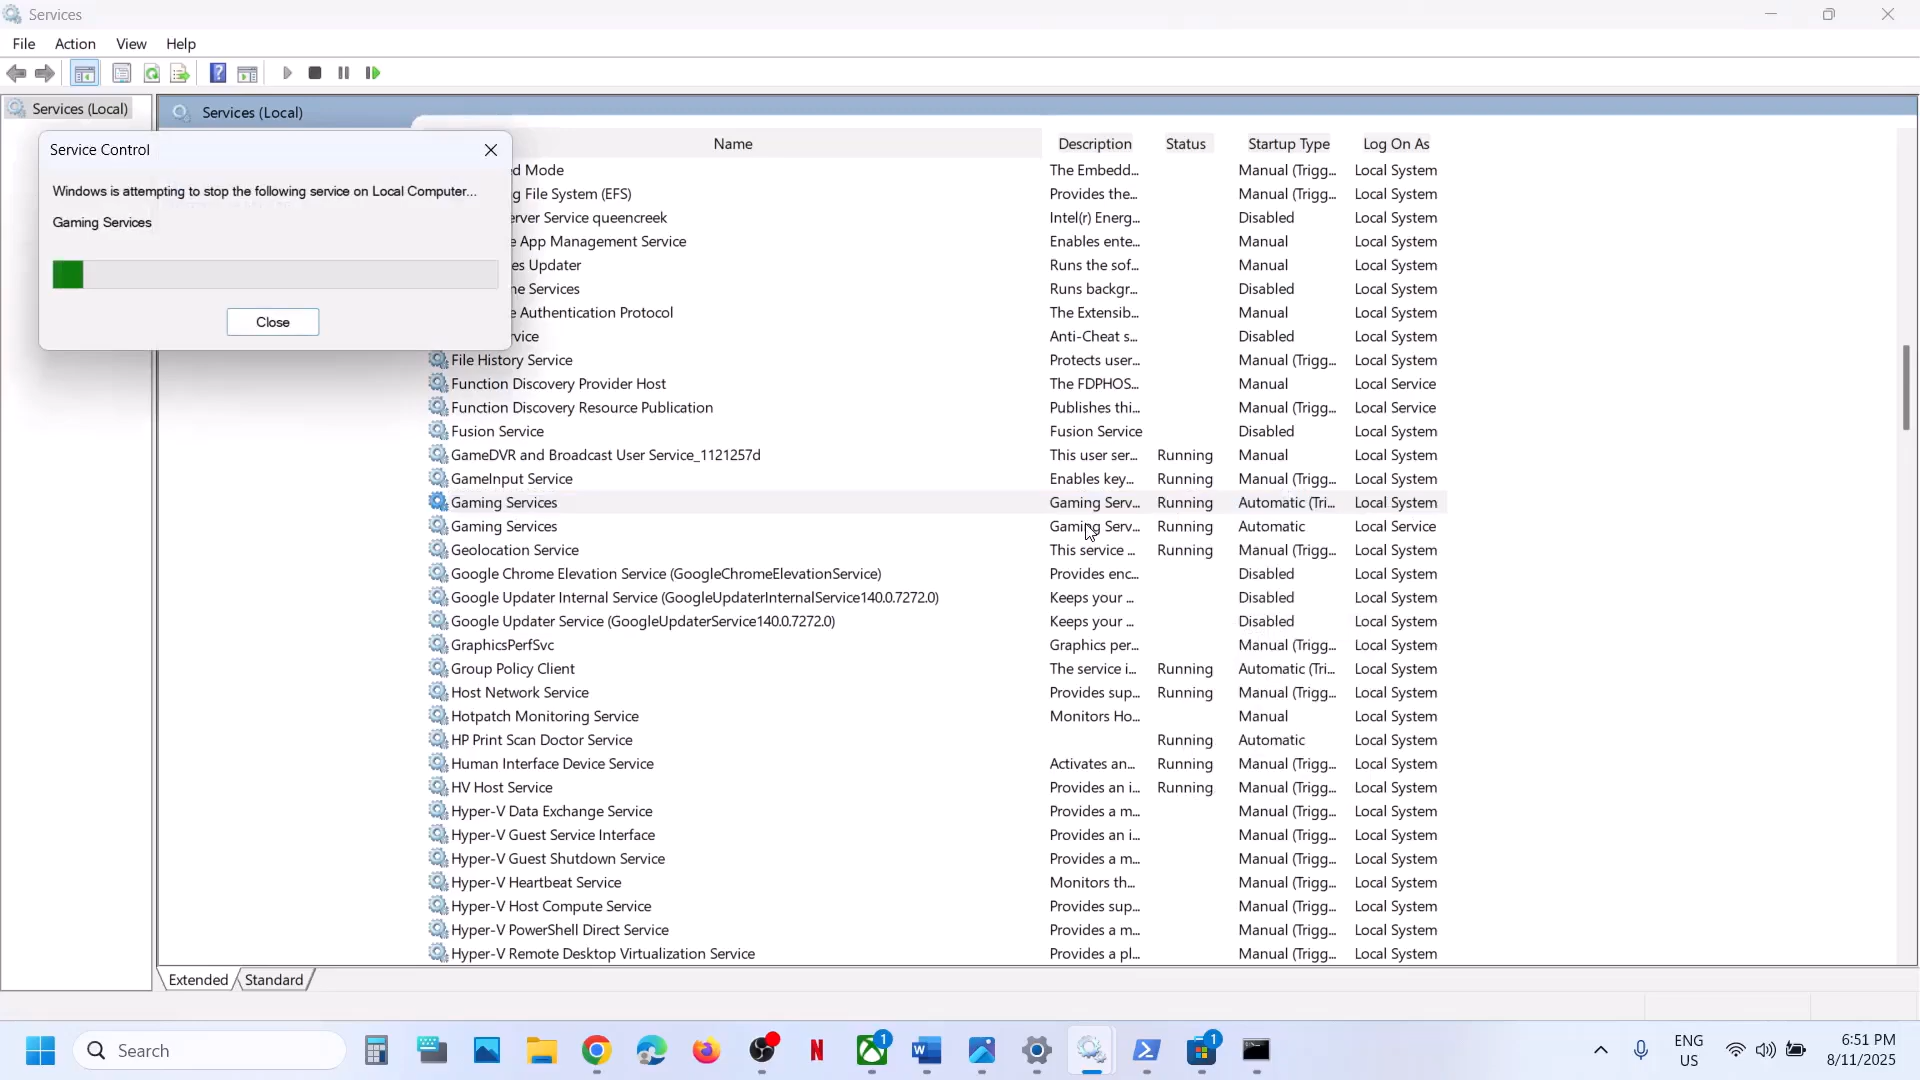 Services
File Action View Help
Services (Local)
Services (Local)
Service Control
Windows is attempting to stop the following service on Local Computer...
Gaming Services
Close
Name Description Status Startup Type Log On As
d Mode The Embedd... Manual (Trigg... Local System
g File System (EFS) Provides the... Manual (Trigg... Local System
erver Service queencreek Intel(r) Energ... Disabled Local System
e App Management Service Enables ente... Manual Local System
es Updater Runs the sof... Manual Local System
ne Services Runs backgr... Disabled Local System
e Authentication Protocol The Extensib... Manual Local System
rvice Anti-Cheat s... Disabled Local System
File History Service Protects user... Manual (Trigg... Local System
Function Discovery Provider Host The FDPHOS... Manual Local Service
Function Discovery Resource Publication Publishes thi... Manual (Trigg... Local Service
Fusion Service Fusion Service Disabled Local System
GameDVR and Broadcast User Service_1121257d This user ser... Running Manual Local System
GameInput Service Enables key... Running Manual (Trigg... Local System
Gaming Services Gaming Serv... Running Automatic (Tri... Local System
Gaming Services Gaming Serv... Running Automatic Local Service
Geolocation Service This service ... Running Manual (Trigg... Local System
Google Chrome Elevation Service (GoogleChromeElevationService) Provides enc... Disabled Local System
Google Updater Internal Service (GoogleUpdaterInternalService140.0.7272.0) Keeps your ... Disabled Local System
Google Updater Service (GoogleUpdaterService140.0.7272.0) Keeps your ... Disabled Local System
GraphicsPerfSvc Graphics per... Manual (Trigg... Local System
Group Policy Client The service i... Running Automatic (Tri... Local System
Host Network Service Provides sup... Running Manual (Trigg... Local System
Hotpatch Monitoring Service Monitors Ho... Manual Local System
HP Print Scan Doctor Service Running Automatic Local System
Human Interface Device Service Activates an... Running Manual (Trigg... Local System
HV Host Service Provides an i... Running Manual (Trigg... Local System
Hyper-V Data Exchange Service Provides a m... Manual (Trigg... Local System
Hyper-V Guest Service Interface Provides an i... Manual (Trigg... Local System
Hyper-V Guest Shutdown Service Provides a m... Manual (Trigg... Local System
Hyper-V Heartbeat Service Monitors th... Manual (Trigg... Local System
Hyper-V Host Compute Service Provides sup... Manual (Trigg... Local System
Hyper-V PowerShell Direct Service Provides a m... Manual (Trigg... Local System
Hyper-V Remote Desktop Virtualization Service Provides a pl... Manual (Trigg... Local System
Extended Standard
Search
1
1
ENG
US
6:51 PM
8/11/2025